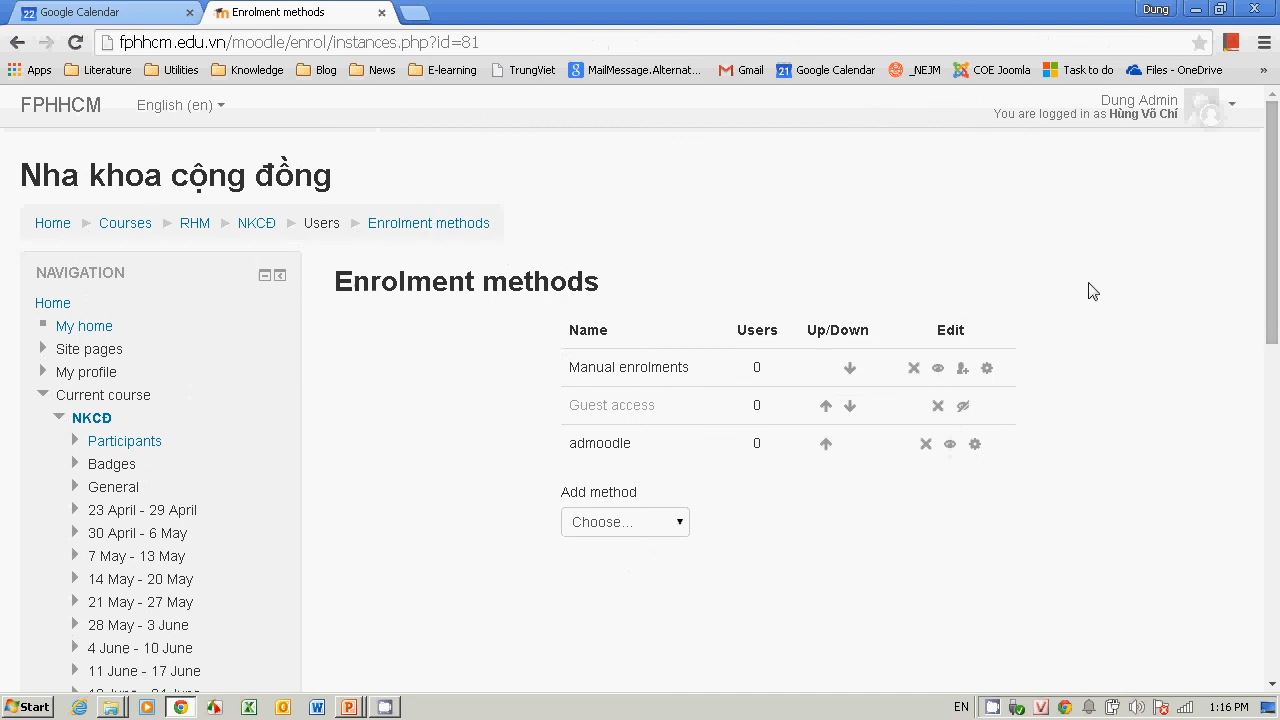 Google Calendar
Enrolment methods
Dung
fphhcm.edu.vn/moodle/enrol/instances.php?id=81
Apps Literature Utilities Knowledge Blog News E-learning TrungViet MailMessage.Alternat... Gmail Google Calendar _NEJM COE Joomla Task to do Files - OneDrive »
FPHHCM English (en)
Dung Admin
You are logged in as Hùng Võ Chí
Nha khoa cộng đồng
Home Courses RHM NKCĐ Users Enrolment methods
NAVIGATION
Home
My home
Site pages
My profile
Current course
NKCĐ
Participants
Badges
General
23 April - 29 April
30 April - 6 May
7 May - 13 May
14 May - 20 May
21 May - 27 May
28 May - 3 June
4 June - 10 June
11 June - 17 June
Enrolment methods
Name Users Up/Down Edit
Manual enrolments 0
Guest access 0
admoodle 0
Add method
Choose...
Start EN 1:16 PM